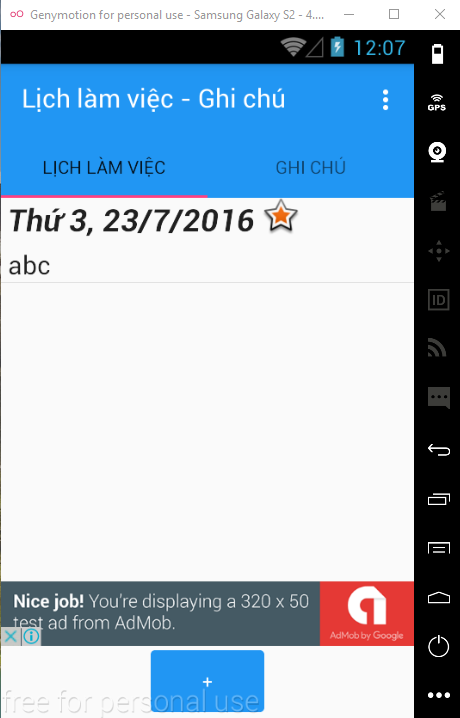 Genymotion for personal use - Samsung Galaxy S2 - 4....
12:07
GPS
Lịch làm việc - Ghi chú
LỊCH LÀM VIỆC
GHI CHÚ
Thứ 3, 23/7/2016
abc
ID
Nice job! You're displaying a 320 x 50
test ad from AdMob.
AdMob by Google
+
free for personal use